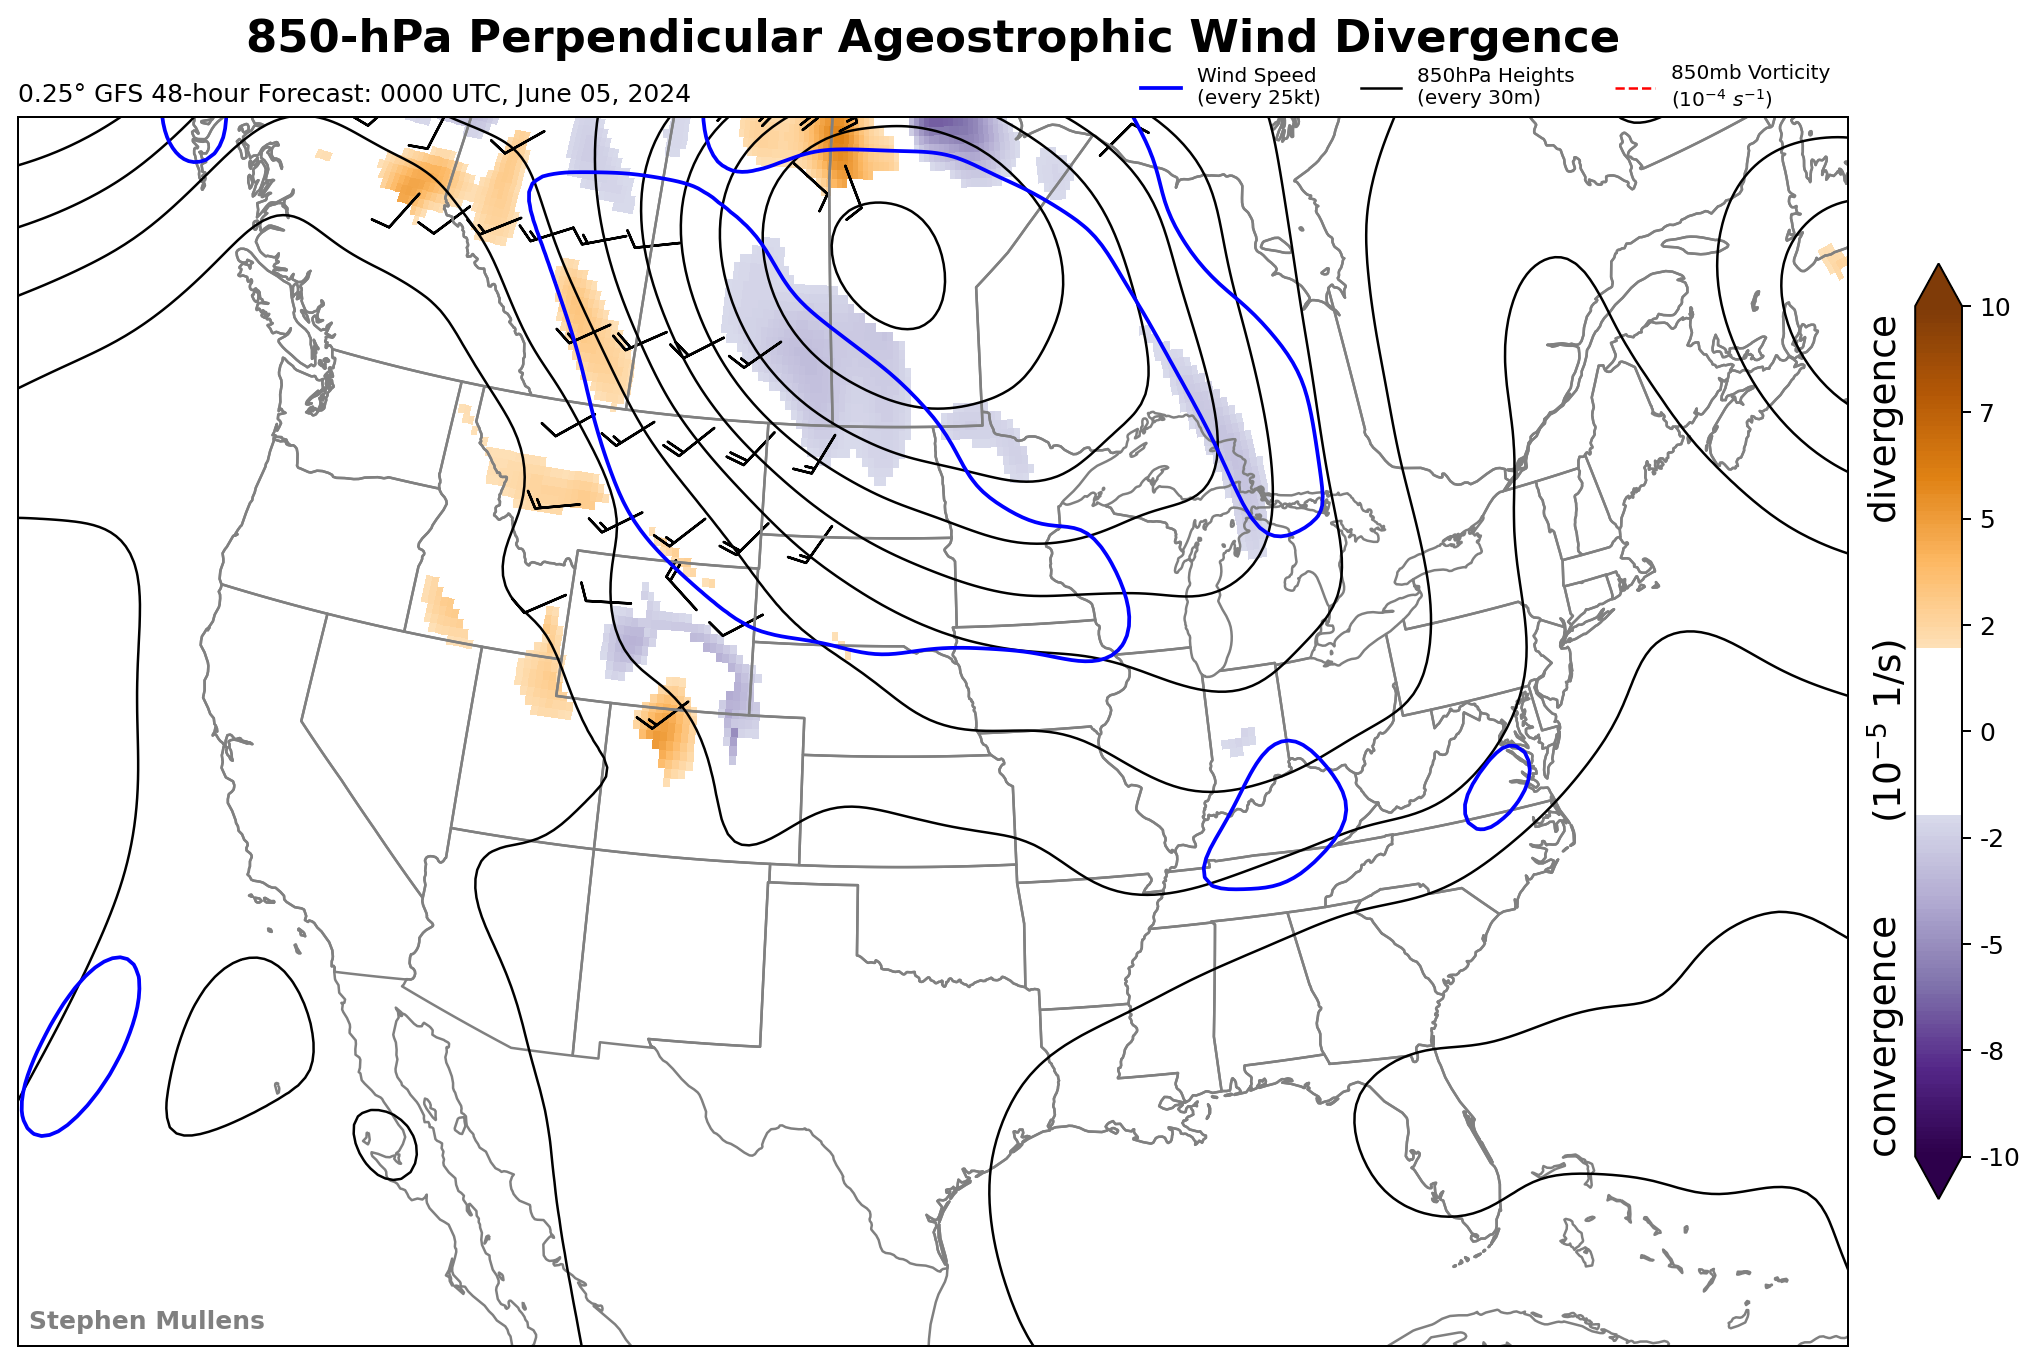 850-hPa Perpendicular Ageostrophic Wind Divergence
0.25° GFS 48-hour Forecast: 0000 UTC, June 05, 2024
Wind Speed
(every 25kt)
850hPa Heights
(every 30m)
850mb Vorticity
(10⁻⁴ s⁻¹)
10
7
5
2
0
-2
-5
-8
-10
convergence (10⁻⁵ 1/s) divergence
Stephen Mullens